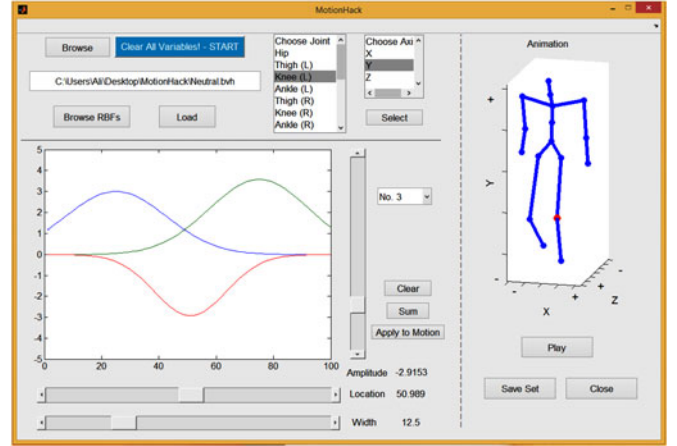 MotionHack
Browse
Clear All Variables! - START
Choose Joint
Hip
Thigh (L)
Knee (L)
Ankle (L)
Thigh (R)
Knee (R)
Ankle (R)
Choose Axi
X
Y
Z
C:\Users\Ali\Desktop\MotionHack\Neutral.bvh
Browse RBFs
Load
Select
Animation
5
4
3
2
1
0
-1
-2
-3
-4
-5
0
20
40
60
80
100
No. 3
Clear
Sum
Apply to Motion
Amplitude -2.9153
Location 50.989
Width 12.5
+
Y
-
-
X
+
+
Z
-
Play
Save Set
Close